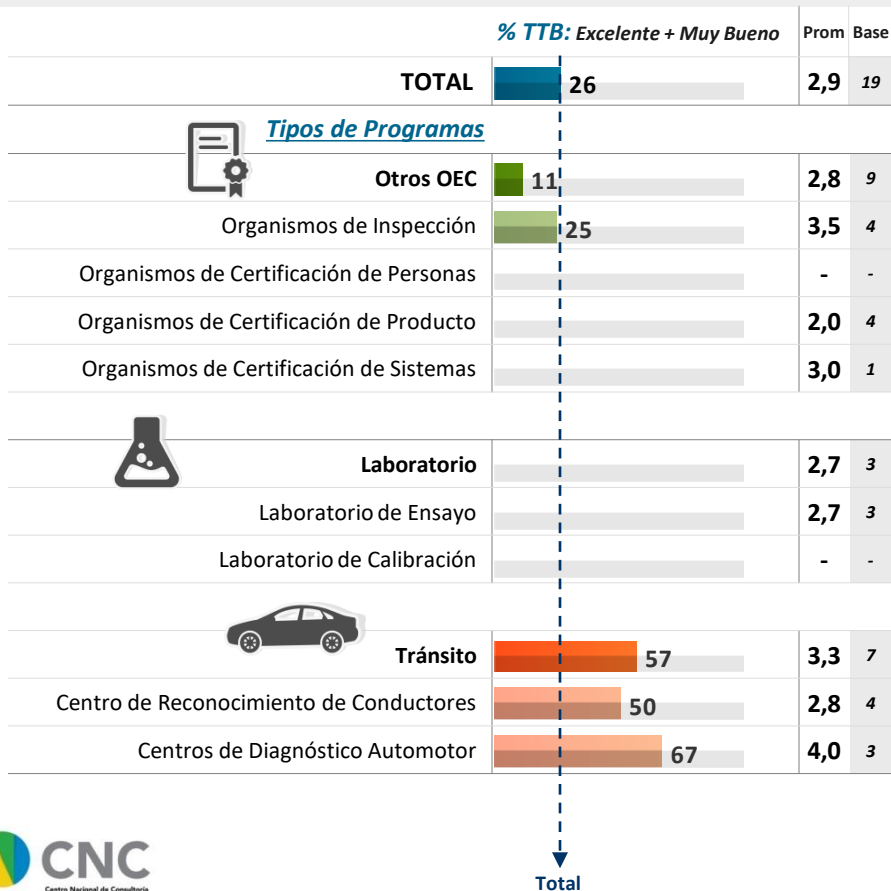 % TTB: Excelente + Muy Bueno Prom Base
TOTAL 26 2,9 19
Tipos de Programas
Otros OEC 11 2,8 9
Organismos de Inspección 25 3,5 4
Organismos de Certificación de Personas - -
Organismos de Certificación de Producto 2,0 4
Organismos de Certificación de Sistemas 3,0 1
Laboratorio 2,7 3
Laboratorio de Ensayo 2,7 3
Laboratorio de Calibración - -
Tránsito 57 3,3 7
Centro de Reconocimiento de Conductores 50 2,8 4
Centros de Diagnóstico Automotor 67 4,0 3
CNC
Centro Nacional de Consultoría
Total